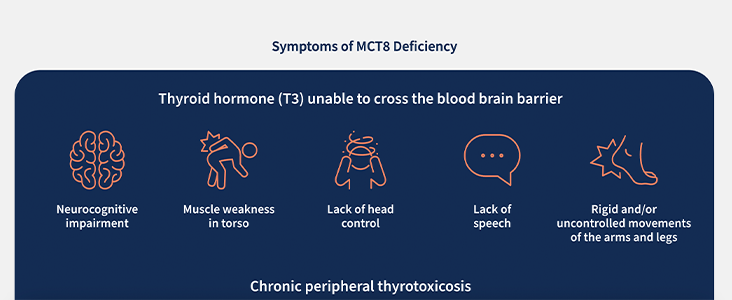 Symptoms of MCT8 Deficiency
Thyroid hormone (T3) unable to cross the blood brain barrier
Neurocognitive
impairment
Muscle weakness
in torso
Lack of head
control
Lack of
speech
Rigid and/or
uncontrolled movements
of the arms and legs
Chronic peripheral thyrotoxicosis